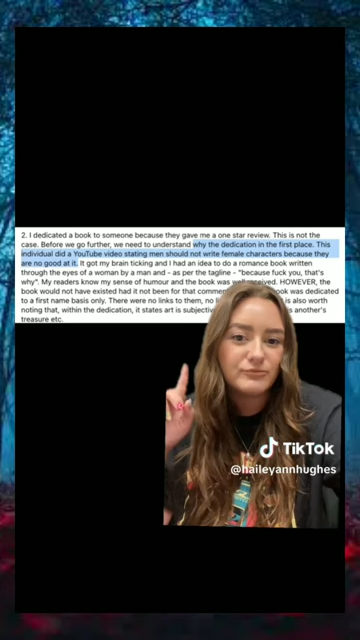 2. I dedicated a book to someone because they gave me a one star review. This is not the
case. Before we go further, we need to understand why the dedication in the first place. This
individual did a YouTube video stating men should not write female characters because they
are no good at it. It got my brain ticking and I had an idea to do a romance book written
through the eyes of a woman by a man and - as per the tagline - "because fuck you, that's
why". My readers know my sense of humour and the book was well received. HOWEVER, the
book would not have existed had it not been for that book was dedicated
to a first name basis only. There were no links to them, no is also worth
noting that, within the dedication, it states art is subjective is another's
treasure etc.
TikTok
@haileyannhughes